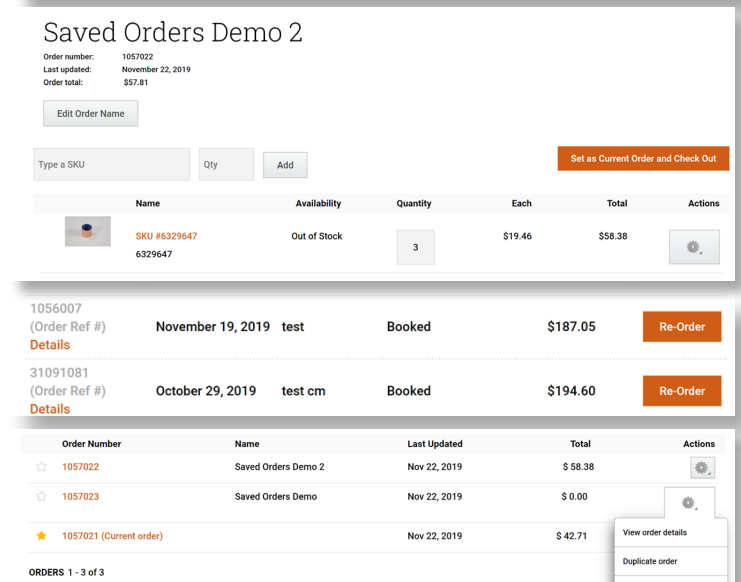 Saved Orders Demo 2
Order number: 1057022
Last updated: November 22, 2019
Order total: $57.81
Edit Order Name
Type a SKU Qty Add Set as Current Order and Check Out
Name Availability Quantity Each Total Actions
SKU #6329647 Out of Stock 3 $19.46 $58.38
6329647
1056007
(Order Ref #) November 19, 2019 test Booked $187.05 Re-Order
Details
31091081
(Order Ref #) October 29, 2019 test cm Booked $194.60 Re-Order
Details
Order Number Name Last Updated Total Actions
1057022 Saved Orders Demo 2 Nov 22, 2019 $ 58.38
1057023 Saved Orders Demo Nov 22, 2019 $ 0.00
1057021 (Current order) Nov 22, 2019 $ 42.71
View order details
Duplicate order
ORDERS 1 - 3 of 3